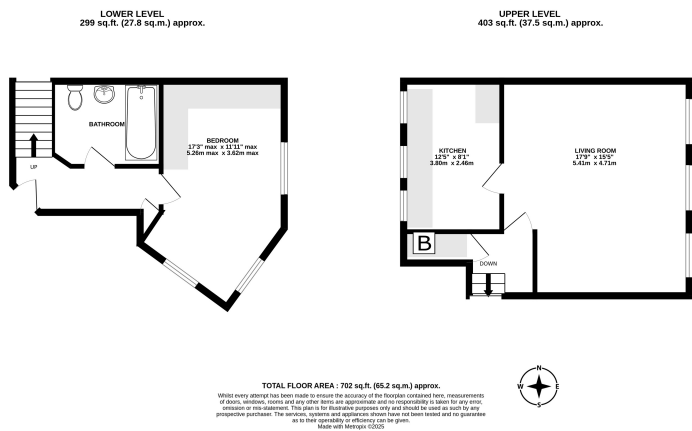 LOWER LEVEL
299 sq.ft. (27.8 sq.m.) approx.
UPPER LEVEL
403 sq.ft. (37.5 sq.m.) approx.
BATHROOM
UP
BEDROOM
17'3" max x 11'11" max
5.26m max x 3.62m max
KITCHEN
12'5" x 8'1"
3.80m x 2.46m
LIVING ROOM
17'9" x 15'5"
5.41m x 4.71m
B
DOWN
TOTAL FLOOR AREA : 702 sq.ft. (65.2 sq.m.) approx.
Whilst every attempt has been made to ensure the accuracy of the floorplan contained here, measurements
of doors, windows, rooms and any other items are approximate and no responsibility is taken for any error,
omission or mis-statement. This plan is for illustrative purposes only and should be used as such by any
prospective purchaser. The services, systems and appliances shown have not been tested and no guarantee
as to their operability or efficiency can be given.
Made with Metropix ©2025
N
W E
S